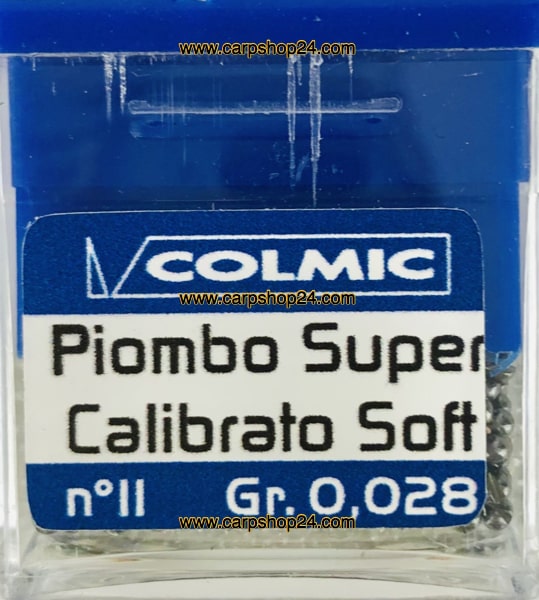 www.carpshop24.com
COLMIC
www.carpshop24.com
Piombo Super
Calibrato Soft
n°11 Gr. 0,028
www.carpshop24.com